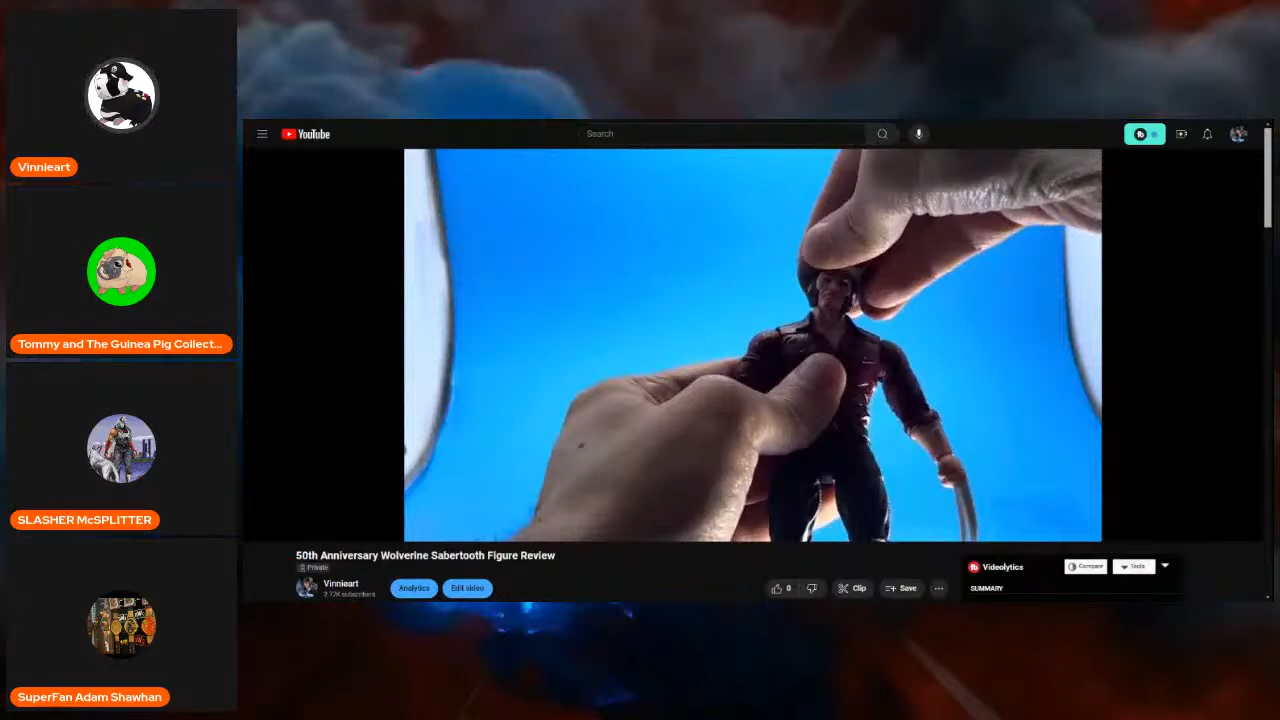 Vinnieart
Tommy and The Guinea Pig Collect...
SLASHER McSPLITTER
SuperFan Adam Shawhan
YouTube
Search
50th Anniversary Wolverine Sabertooth Figure Review
Private
Vinnieart
2.72K subscribers
Analytics
Edit video
0
Clip
Save
Videolytics
Compare
Tools
SUMMARY